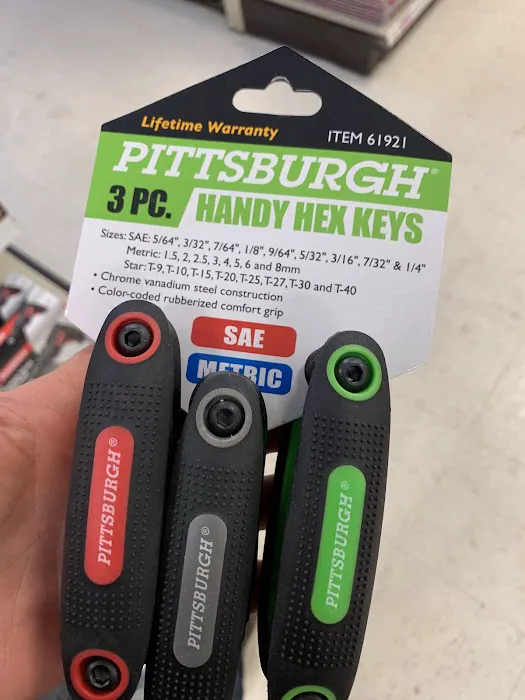 Lifetime Warranty
ITEM 61921
PITTSBURGH®
3 PC. HANDY HEX KEYS
Sizes: SAE: 5/64", 3/32", 7/64", 1/8", 9/64", 5/32", 3/16", 7/32" & 1/4"
Metric: 1.5, 2, 2.5, 3, 4, 5, 6 and 8mm
Star: T-9, T-10, T-15, T-20, T-25, T-27, T-30 and T-40
• Chrome vanadium steel construction
• Color-coded rubberized comfort grip
SAE
METRIC
PITTSBURGH®
PITTSBURGH®
PITTSBURGH®